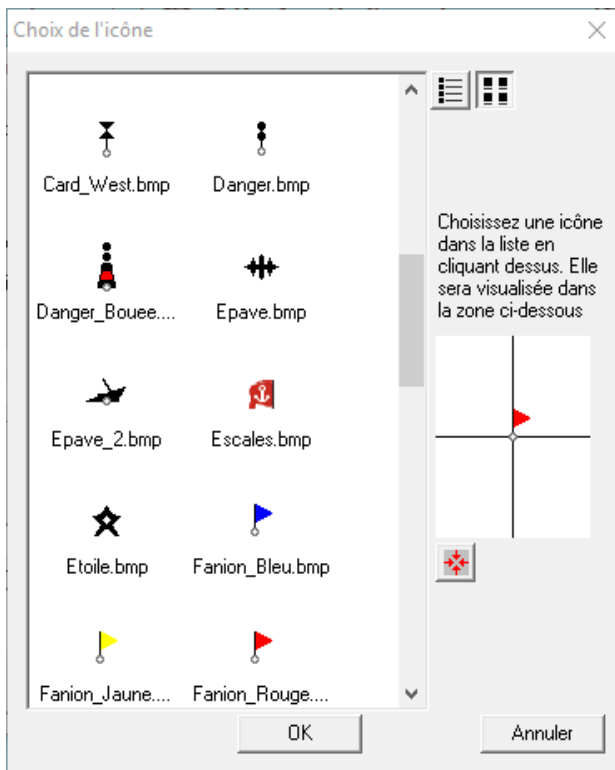 Choix de l'icône
Card_West.bmp
Danger.bmp
Danger_Bouee....
Epave.bmp
Epave_2.bmp
Escales.bmp
Etoile.bmp
Fanion_Bleu.bmp
Fanion_Jaune....
Fanion_Rouge....
Choisissez une icône
dans la liste en
cliquant dessus. Elle
sera visualisée dans
la zone ci-dessous
OK
Annuler